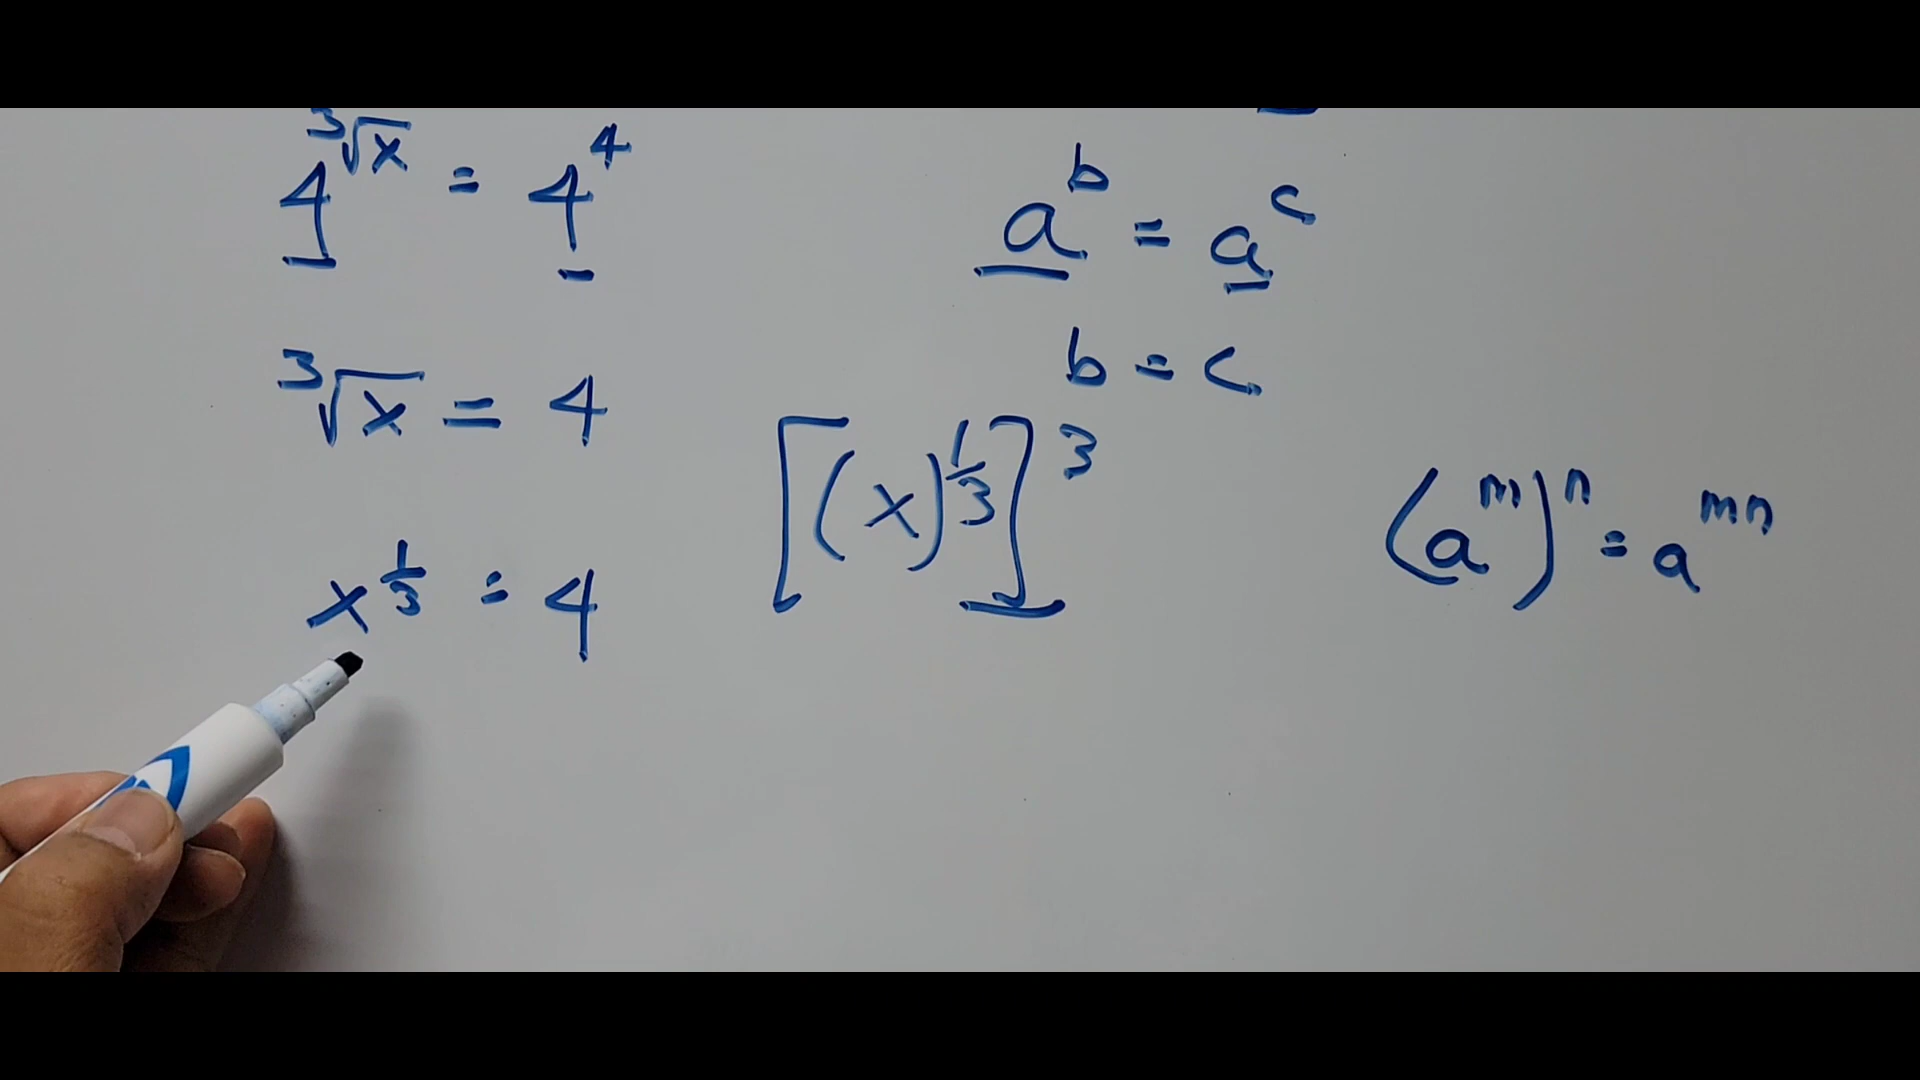 4^∛x = 4^4
a^b = a^c
∛x = 4
b = c
[(x)^1/3]^3
(a^m)^n = a^mn
x^1/3 = 4